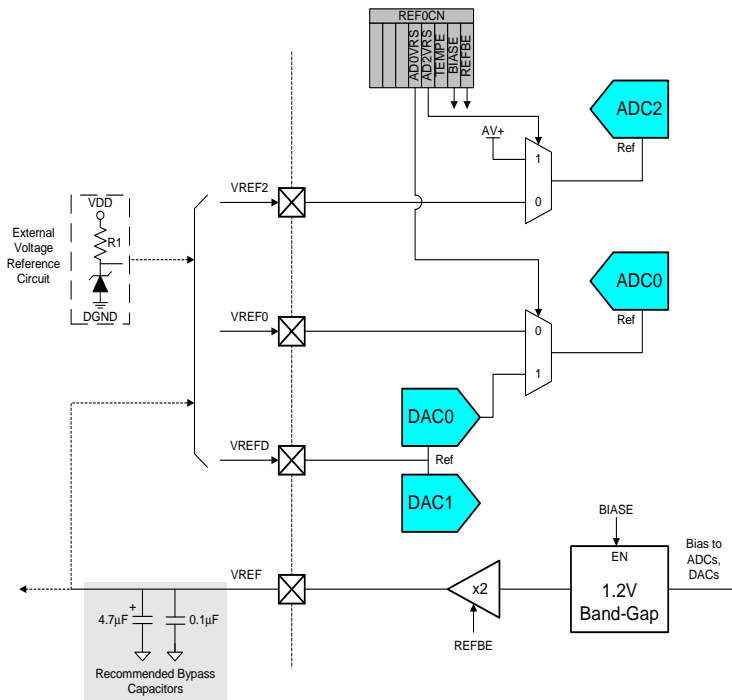 REF0CN
AD0VRS
AD2VRS
TEMPE
BIASE
REFBE
ADC2
AV+
Ref
1
VREF2
0
VDD
External
Voltage
Reference
Circuit
R1
DGND
ADC0
Ref
VREF0
0
1
DAC0
VREFD
Ref
DAC1
BIASE
Bias to
ADCs,
DACs
EN
VREF
x2
1.2V
Band-Gap
+
4.7µF
0.1µF
REFBE
Recommended Bypass
Capacitors